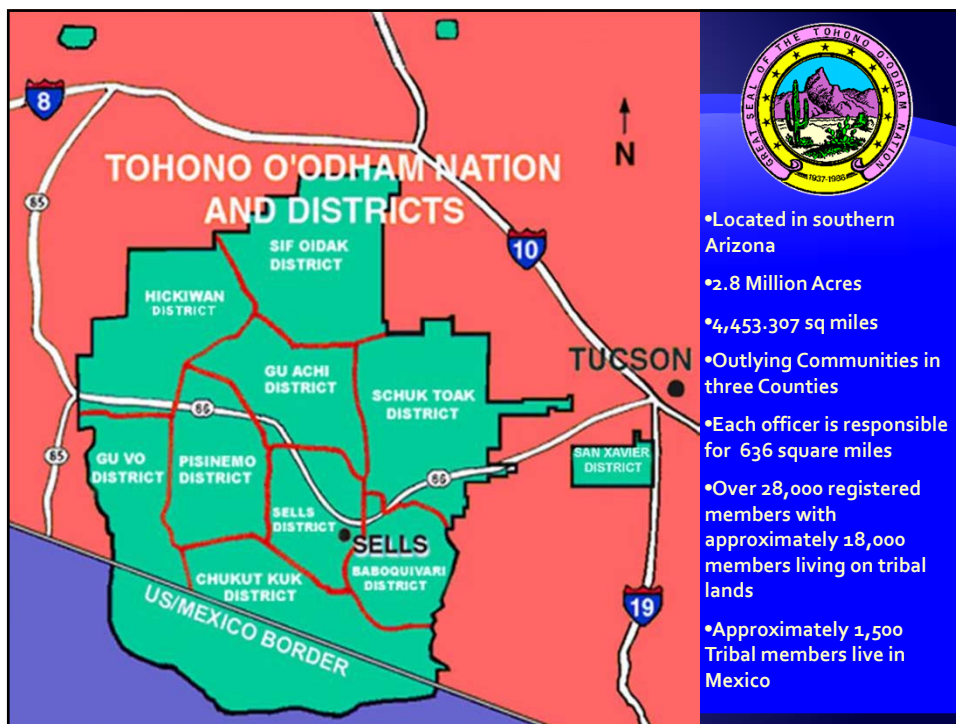 8
N
TOHONO O'ODHAM NATION
AND DISTRICTS
85
SIF OIDAK
DISTRICT
10
HICKIWAN
DISTRICT
GU ACHI
DISTRICT
TUCSON
SCHUK TOAK
DISTRICT
86
85
GU VO
DISTRICT
PISINEMO
DISTRICT
SAN XAVIER
DISTRICT
86
SELLS
DISTRICT
SELLS
BABOQUIVARI
DISTRICT
CHUKUT KUK
DISTRICT
US/MEXICO BORDER
19
GREAT SEAL OF THE TOHONO O'ODHAM NATION
1937-1986
•Located in southern
Arizona
•2.8 Million Acres
•4,453.307 sq miles
•Outlying Communities in
three Counties
•Each officer is responsible
for 636 square miles
•Over 28,000 registered
members with
approximately 18,000
members living on tribal
lands
•Approximately 1,500
Tribal members live in
Mexico